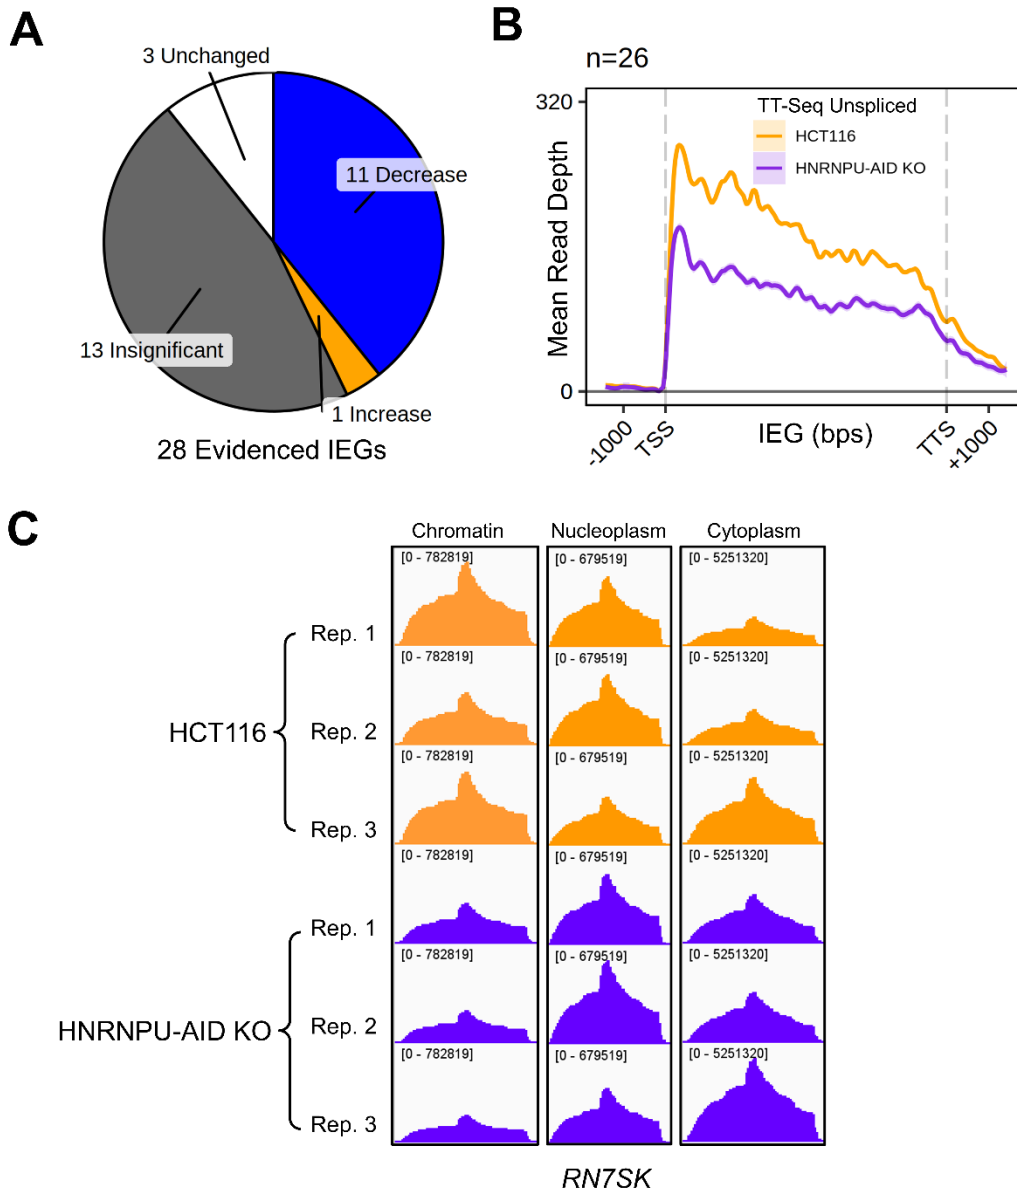 A
3 Unchanged
11 Decrease
13 Insignificant
1 Increase
28 Evidenced IEGs
B
n=26
320
0
Mean Read Depth
TT-Seq Unspliced
HCT116
HNRNPU-AID KO
-1000
TSS
IEG (bps)
TTS
+1000
C
Chromatin Nucleoplasm Cytoplasm
[0 - 782819] [0 - 679519] [0 - 5251320]
Rep. 1
[0 - 782819] [0 - 679519] [0 - 5251320]
HCT116 Rep. 2
[0 - 782819] [0 - 679519] [0 - 5251320]
Rep. 3
[0 - 782819] [0 - 679519] [0 - 5251320]
Rep. 1
[0 - 782819] [0 - 679519] [0 - 5251320]
HNRNPU-AID KO Rep. 2
[0 - 782819] [0 - 679519] [0 - 5251320]
Rep. 3
RN7SK